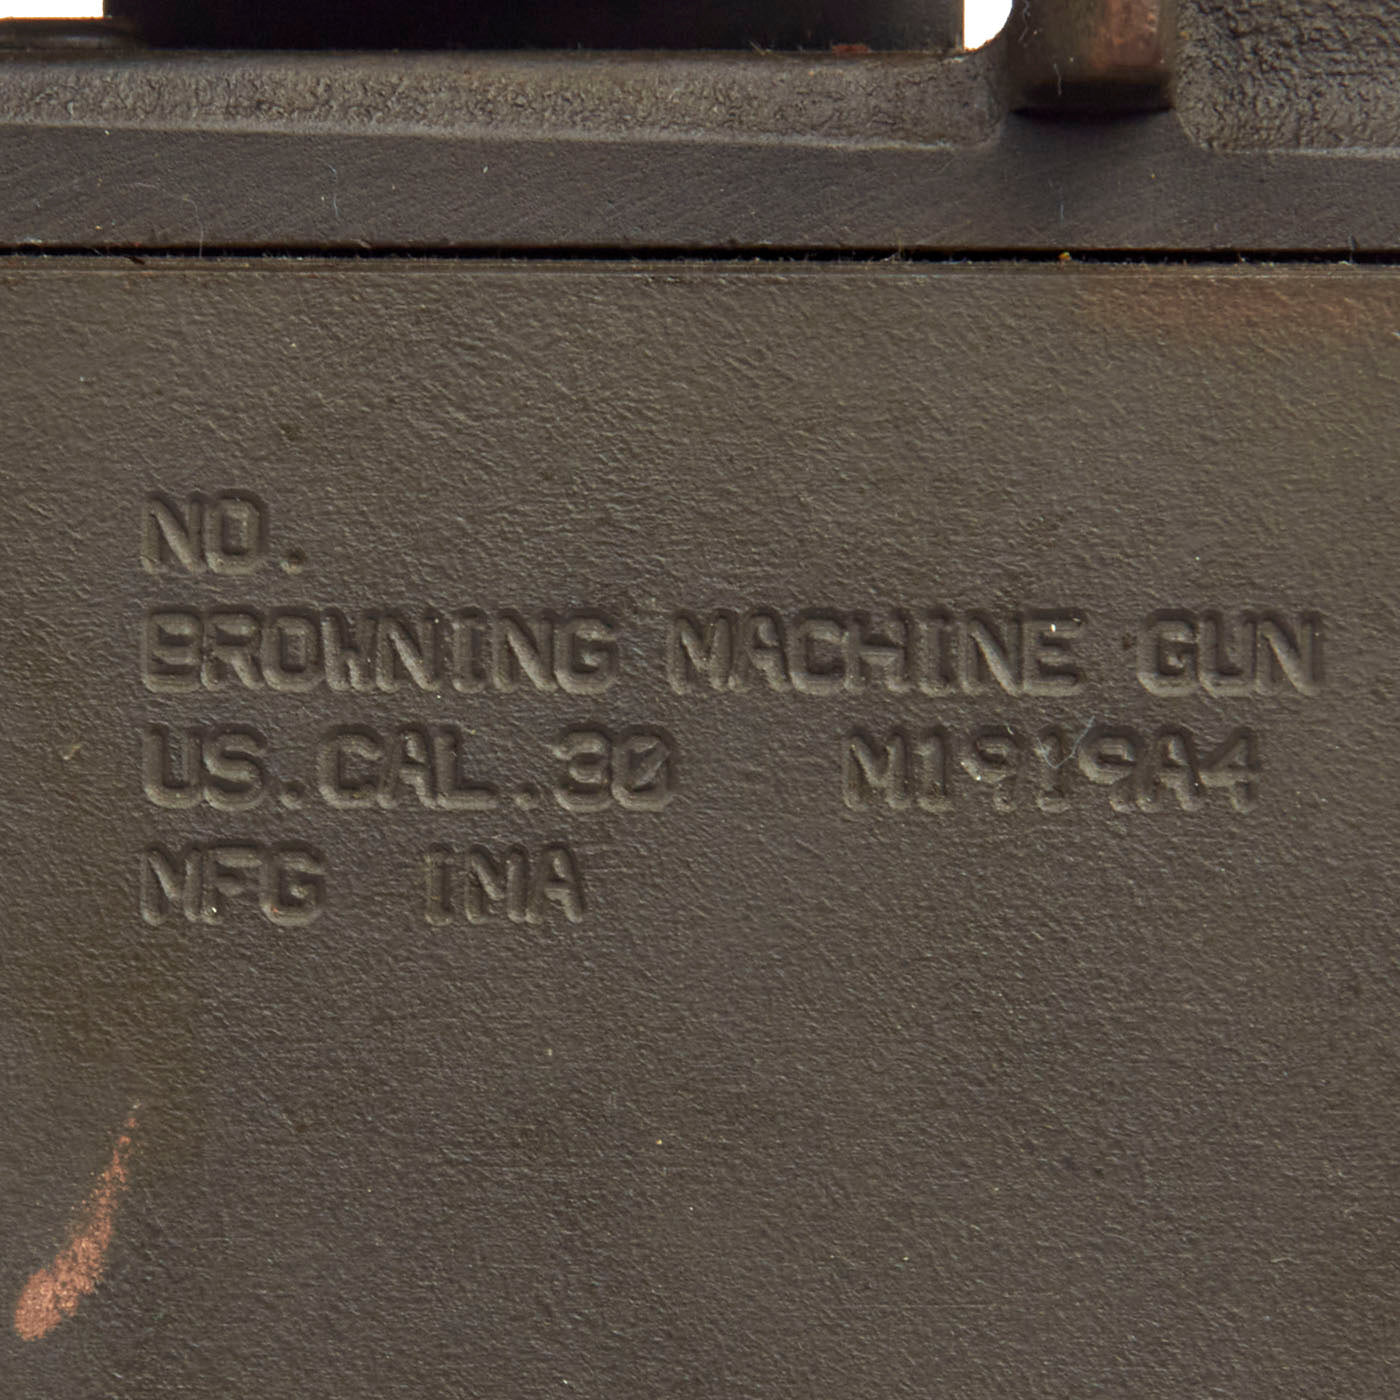 NO.
BROWNING MACHINE GUN
US.CAL.30 M1919A4
MFG IMA